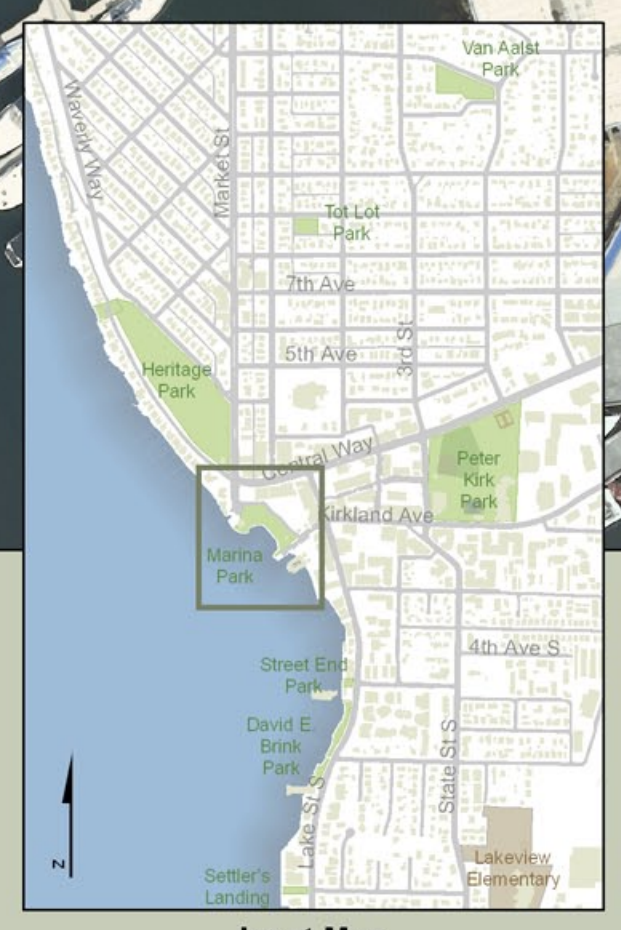 Van Aalst
Park
Waverly Way
Market St
Tot Lot
Park
7th Ave
3rd St
5th Ave
Heritage
Park
Central Way
Peter
Kirk
Park
Kirkland Ave
Marina
Park
4th Ave S
Street End
Park
David E.
Brink
Park
State St S
Lake St S
N
Lakeview
Elementary
Settler's
Landing